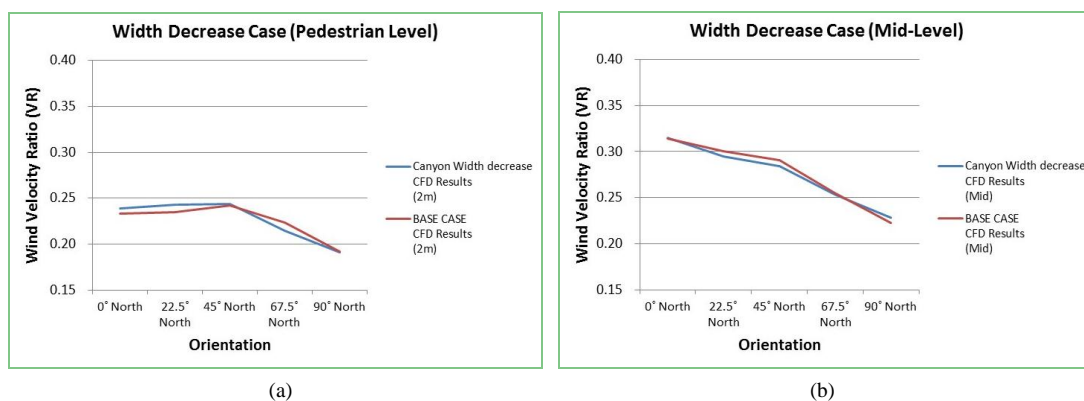 Width Decrease Case (Pedestrian Level)
Wind Velocity Ratio (VR)
0.40
0.35
0.30
0.25
0.20
0.15
0˚ North
22.5˚ North
45˚ North
67.5˚ North
90˚ North
Orientation
Canyon Width decrease
CFD Results
(2m)
BASE CASE
CFD Results
(2m)
(a)
Width Decrease Case (Mid-Level)
Wind Velocity Ratio (VR)
0.40
0.35
0.30
0.25
0.20
0.15
0˚ North
22.5˚ North
45˚ North
67.5˚ North
90˚ North
Orientation
Canyon Width decrease
CFD Results
(Mid)
BASE CASE
CFD Results
(Mid)
(b)